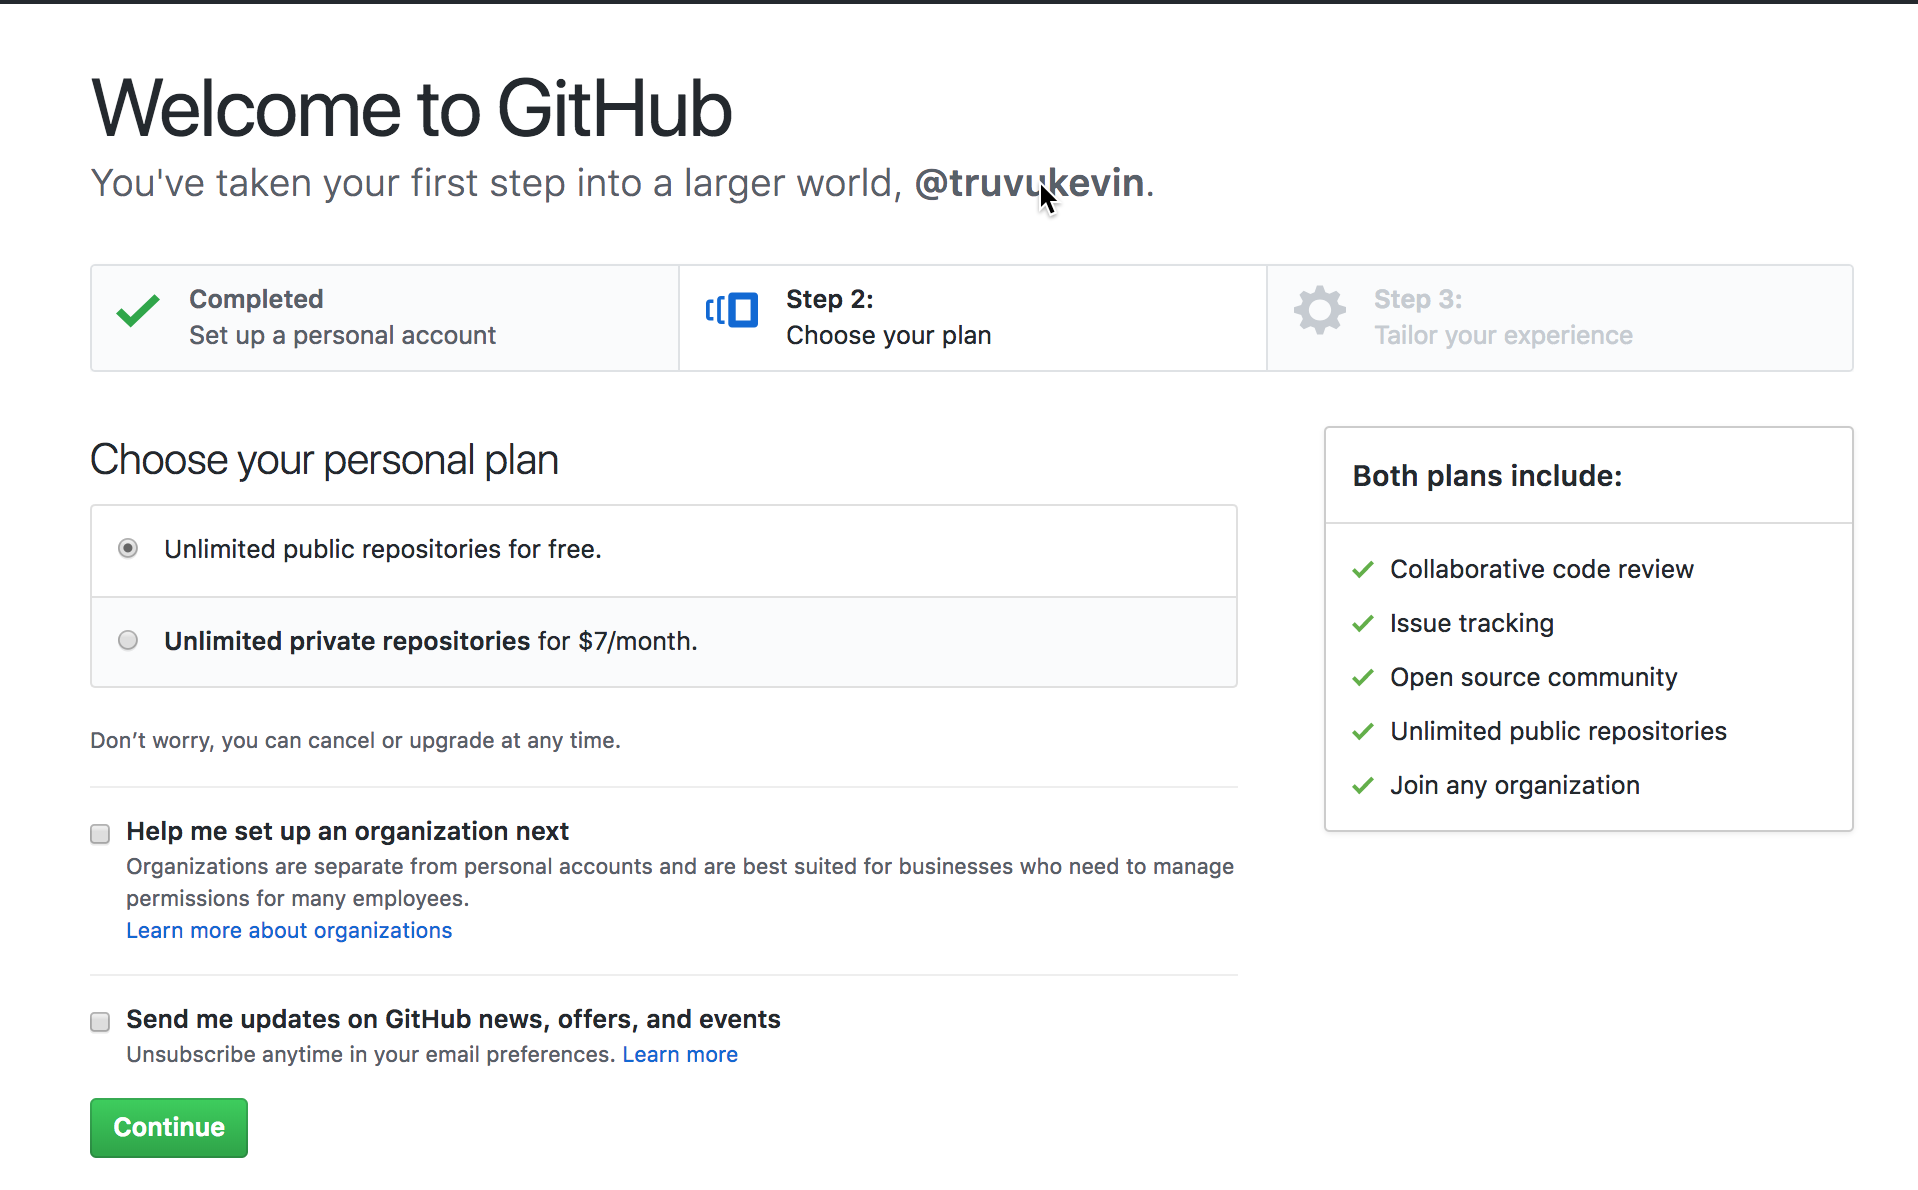 Welcome to GitHub
You've taken your first step into a larger world, @truvukevin.
Completed
Set up a personal account
Step 2:
Choose your plan
Step 3:
Tailor your experience
Choose your personal plan
Unlimited public repositories for free.
Unlimited private repositories for $7/month.
Don’t worry, you can cancel or upgrade at any time.
Help me set up an organization next
Organizations are separate from personal accounts and are best suited for businesses who need to manage
permissions for many employees.
Learn more about organizations
Send me updates on GitHub news, offers, and events
Unsubscribe anytime in your email preferences. Learn more
Continue
Both plans include:
Collaborative code review
Issue tracking
Open source community
Unlimited public repositories
Join any organization